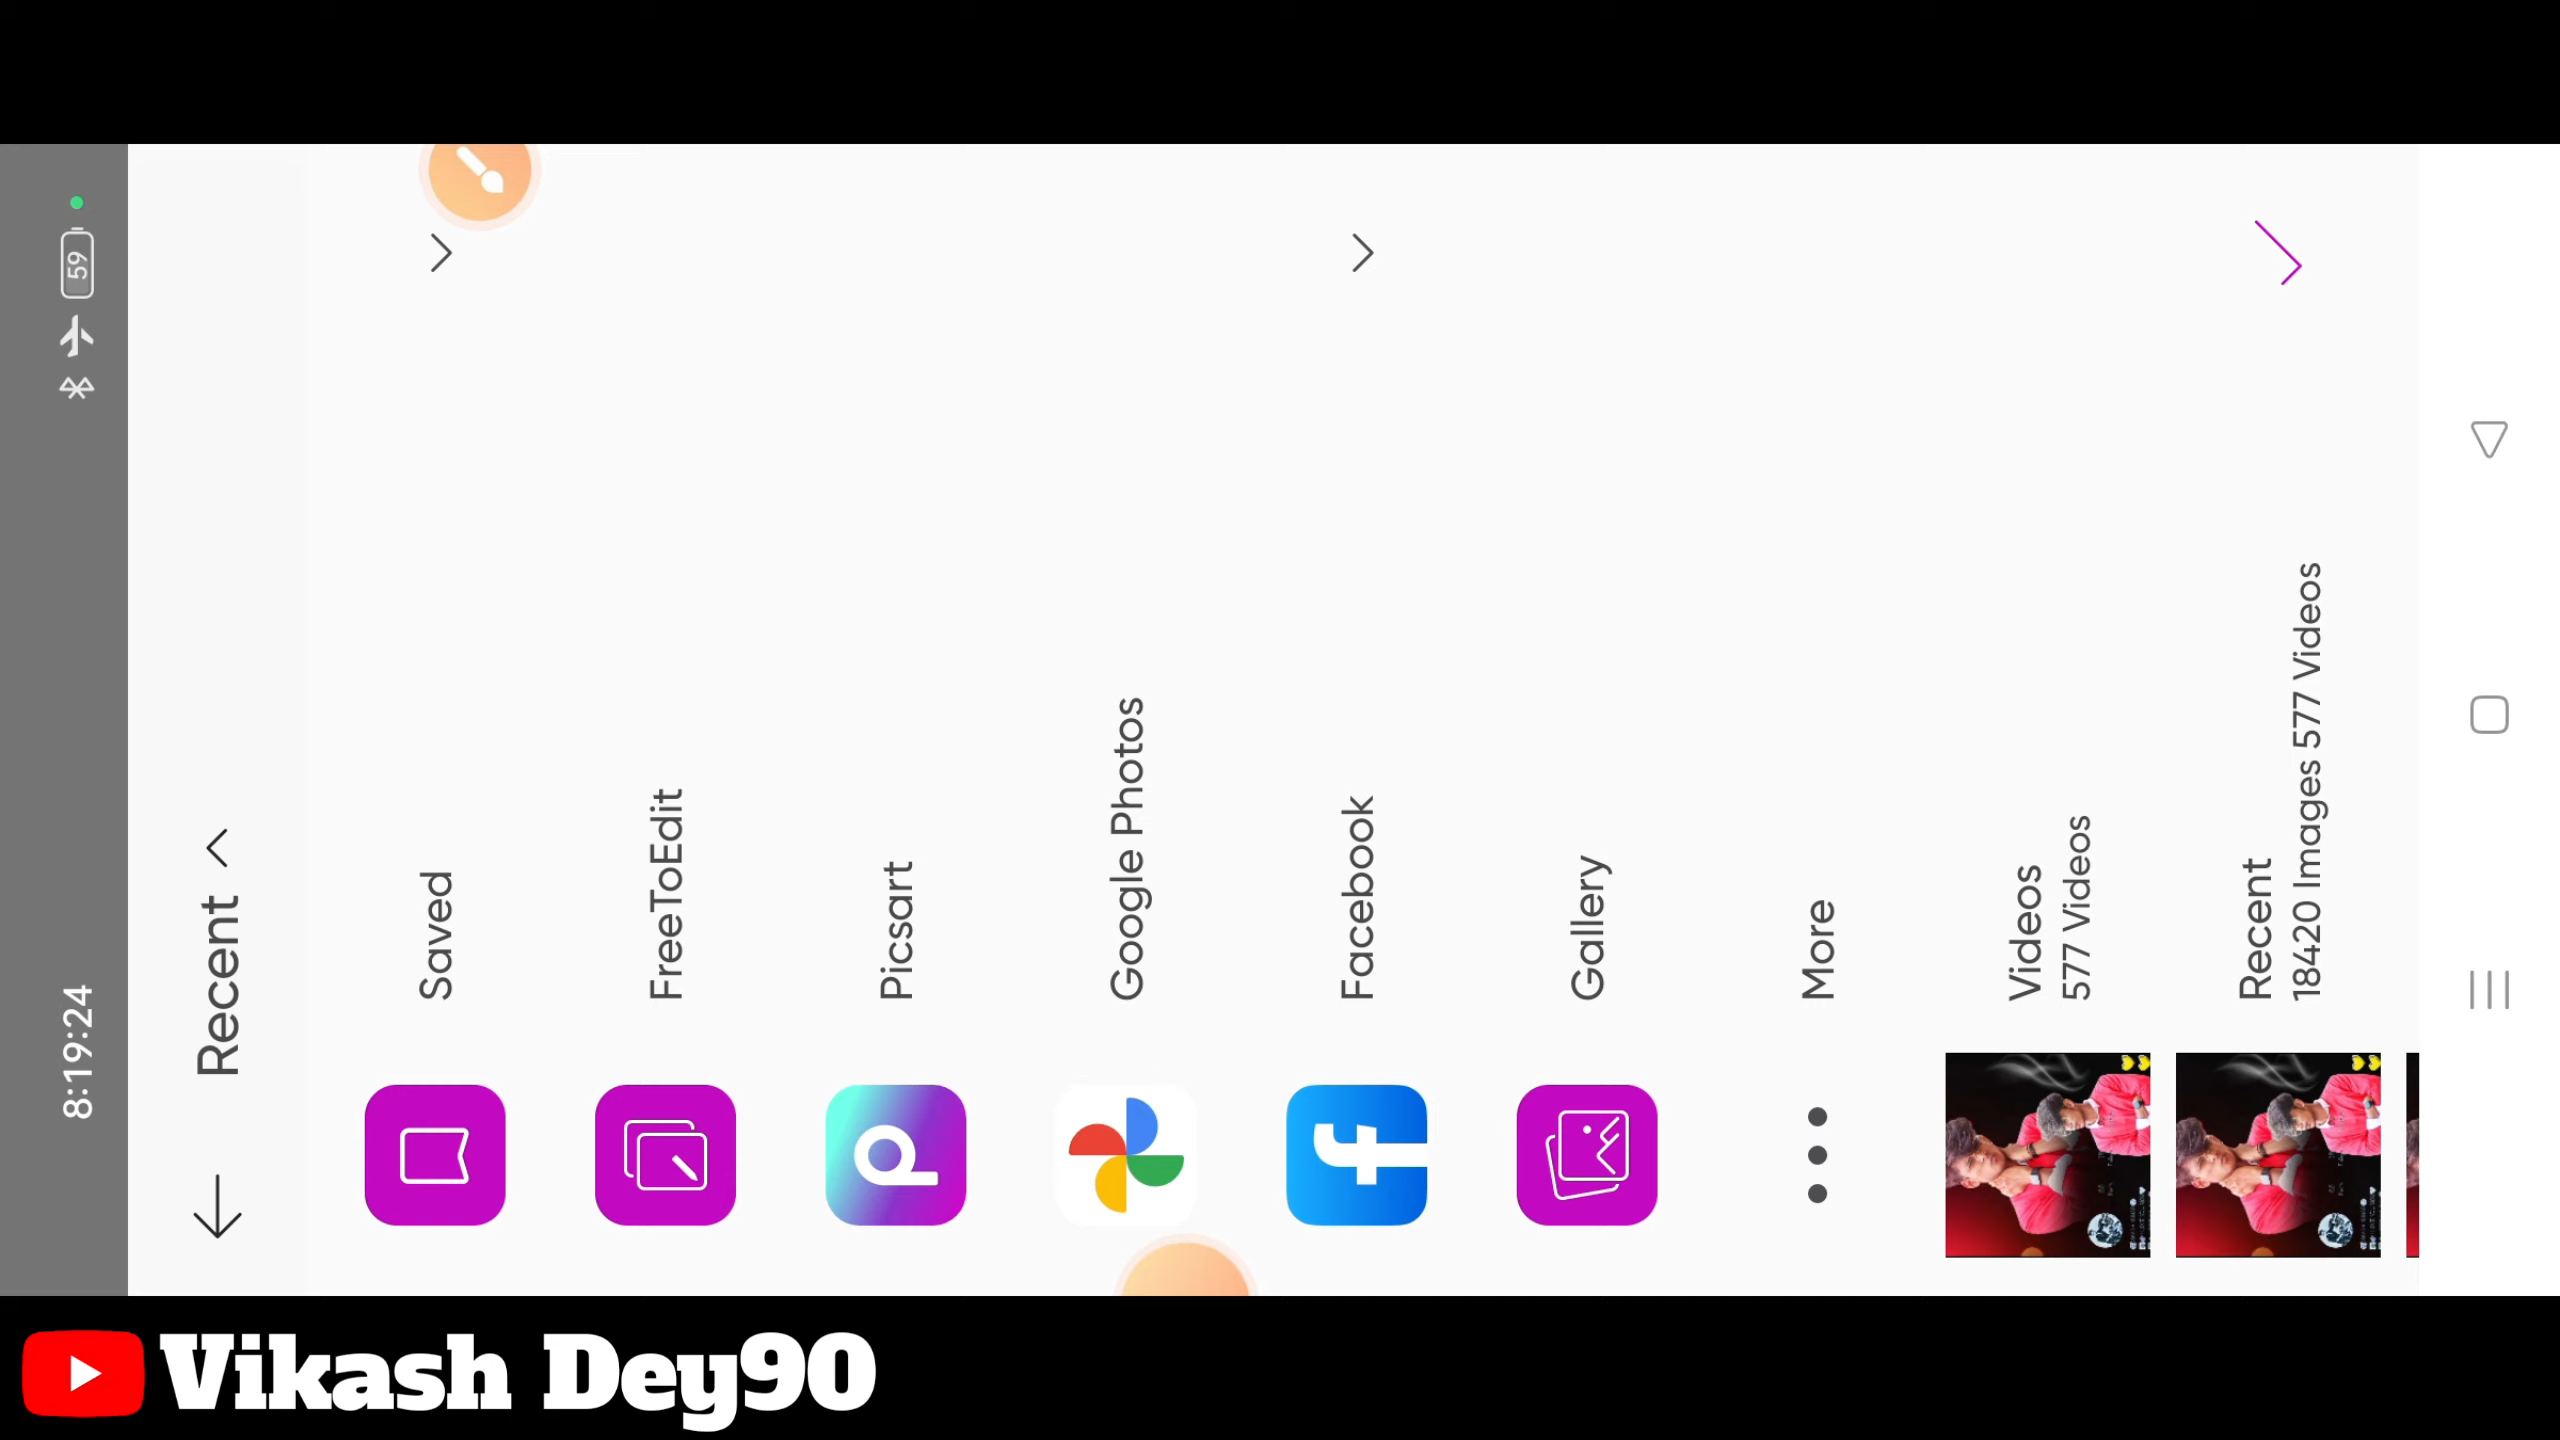 8:19:24
59
Recent
Saved
FreeToEdit
Picsart
Google Photos
Facebook
Gallery
More
Videos
577 Videos
Recent
18420 Images 577 Videos
Vikash Dey90